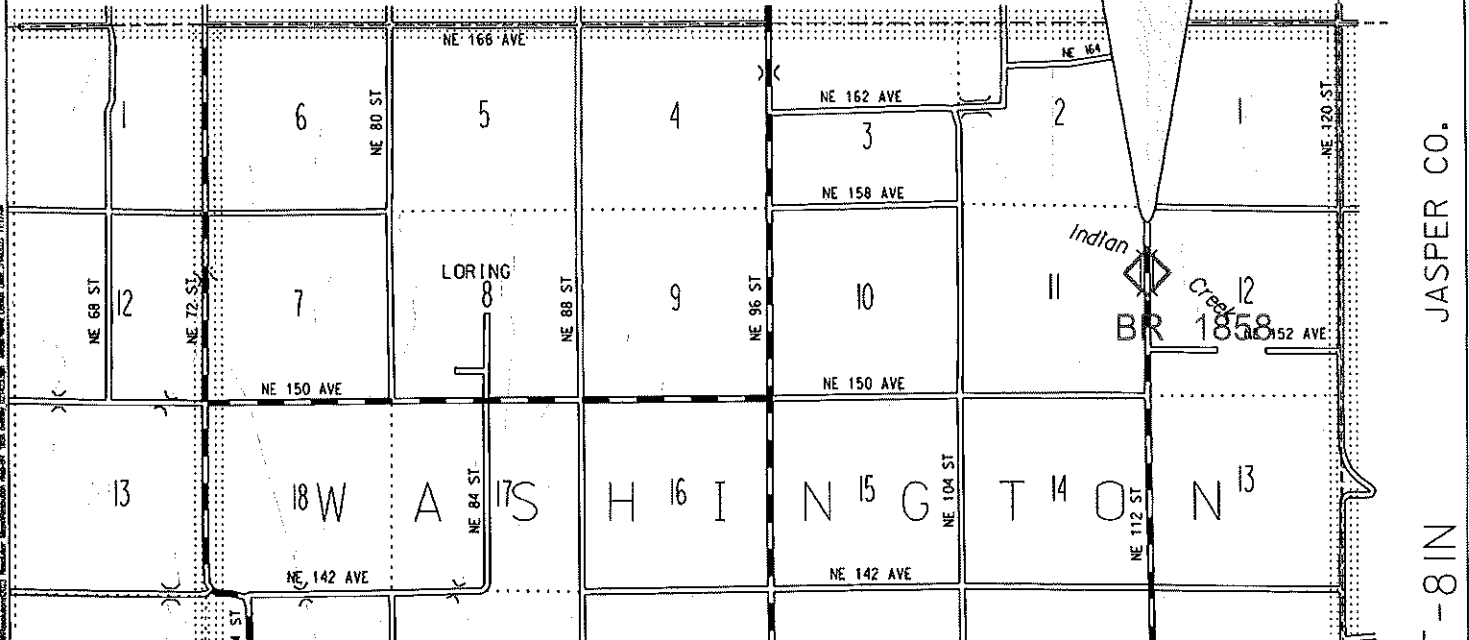 NE 166 AVE
NE 164
NE 162 AVE
1 6 5 4 3 2 1
NE 80 ST
NE 120 ST
JASPER CO.
NE 158 AVE
Indian
Creek
LORING
12 7 8 9 10 11 12
NE 68 ST
NE 72 ST
NE 88 ST
NE 96 ST
BR 1858
NE 152 AVE
NE 150 AVE
NE 150 AVE
13 18 17 16 15 14 13
WASHINGTON
NE 84 ST
NE 104 ST
NE 112 ST
NE 142 AVE
NE 142 AVE
ST
-81N